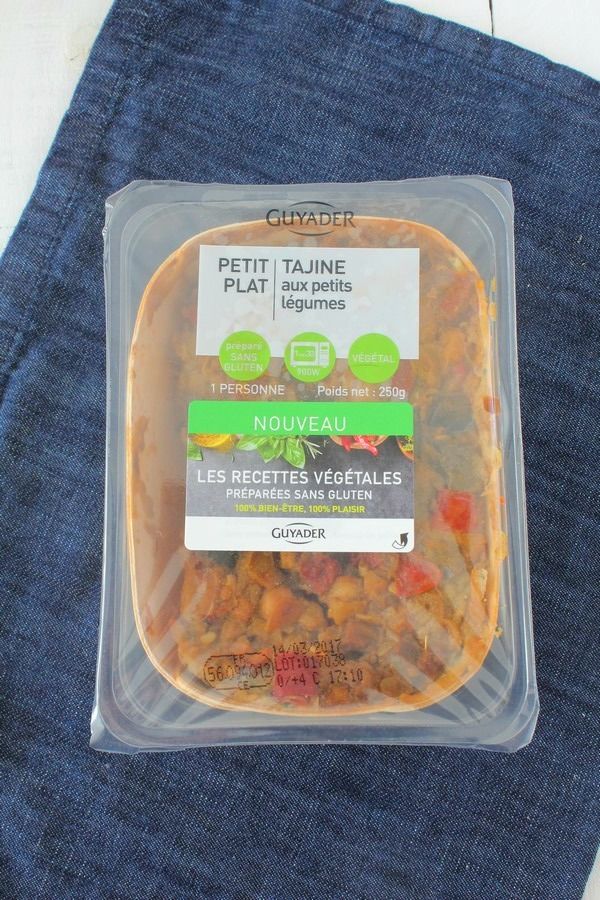 GUYADER
PETIT PLAT
TAJINE
aux petits
légumes
préparé
SANS
GLUTEN
900W
VÉGÉTAL
1 PERSONNE Poids net : 250g
NOUVEAU
LES RECETTES VÉGÉTALES
PRÉPARÉES SANS GLUTEN
100% BIEN-ÊTRE, 100% PLAISIR
GUYADER
14/03/2017
LOT:017038
0/+4 C 17:10